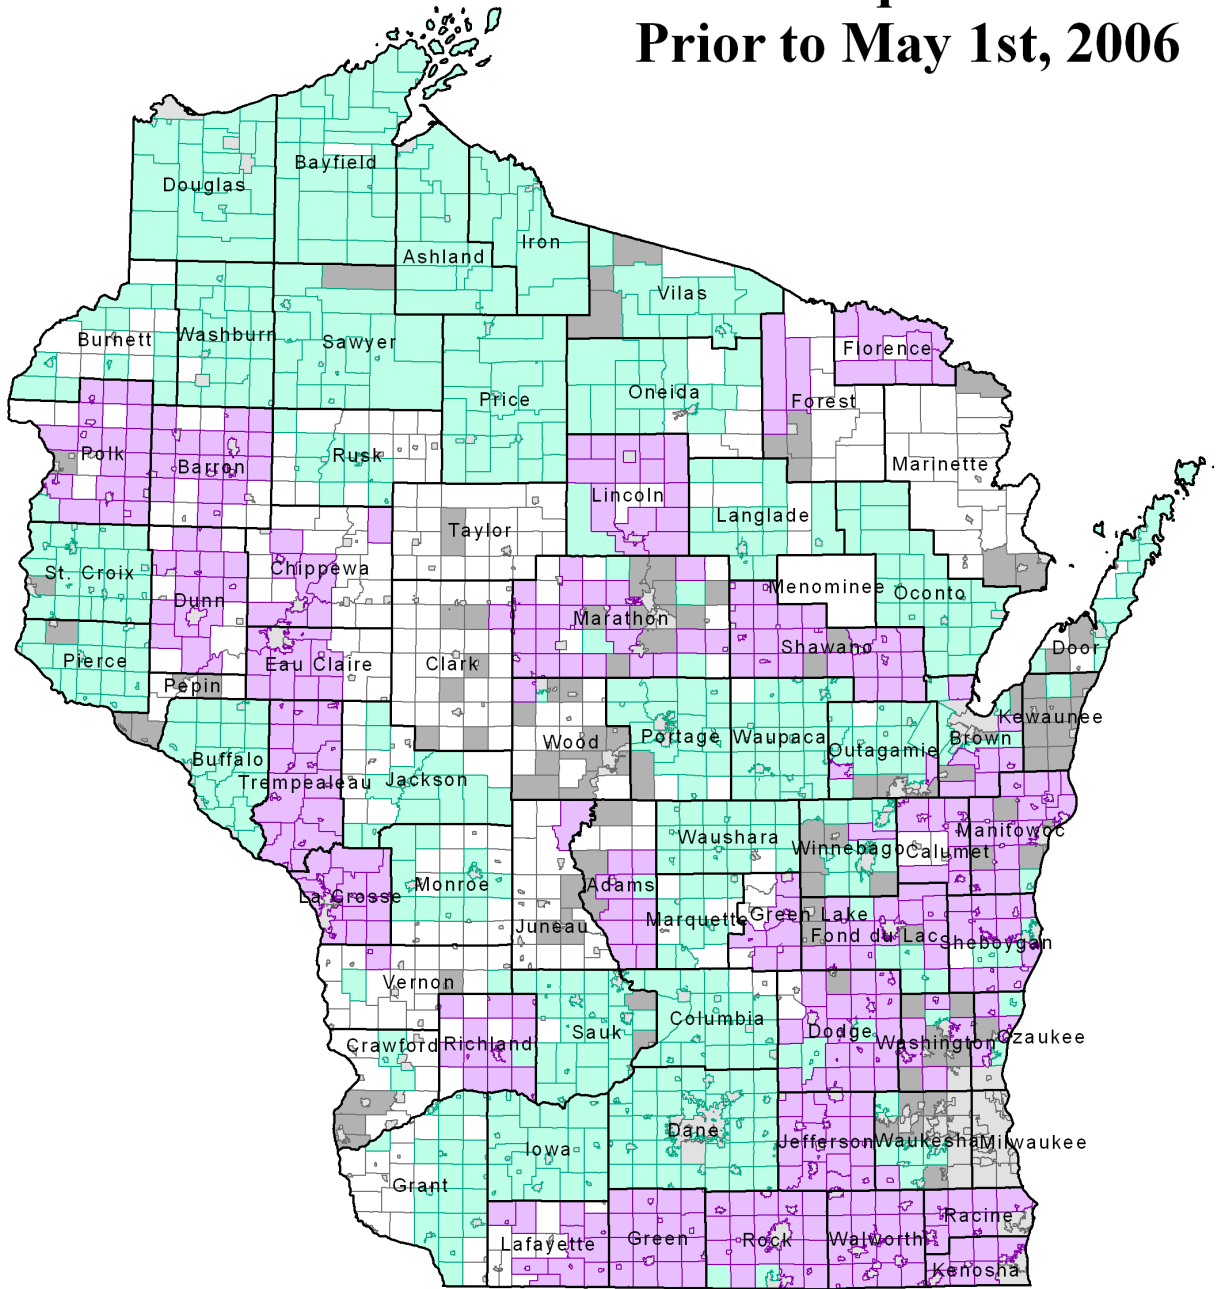 Prior to May 1st, 2006
Bayfield
Douglas
Iron
Ashland
Vilas
Burnett
Washburn
Sawyer
Florence
Oneida
Price
Forest
Polk
Barron
Rusk
Marinette
Lincoln
Langlade
Taylor
St. Croix
Chippewa
Menominee
Oconto
Dunn
Marathon
Shawano
Door
Pierce
Eau Claire
Clark
Pepin
Kewaunee
Wood
Portage
Waupaca
Outagamie
Brown
Buffalo
Trempealeau
Jackson
Waushara
Winnebago
Calumet
Manitowoc
Monroe
Adams
La Crosse
Juneau
Marquette
Green Lake
Fond du Lac
Sheboygan
Vernon
Columbia
Sauk
Dodge
Crawford
Richland
Washington
Ozaukee
Dane
Iowa
Jefferson
Waukesha
Milwaukee
Grant
Racine
Lafayette
Green
Rock
Walworth
Kenosha